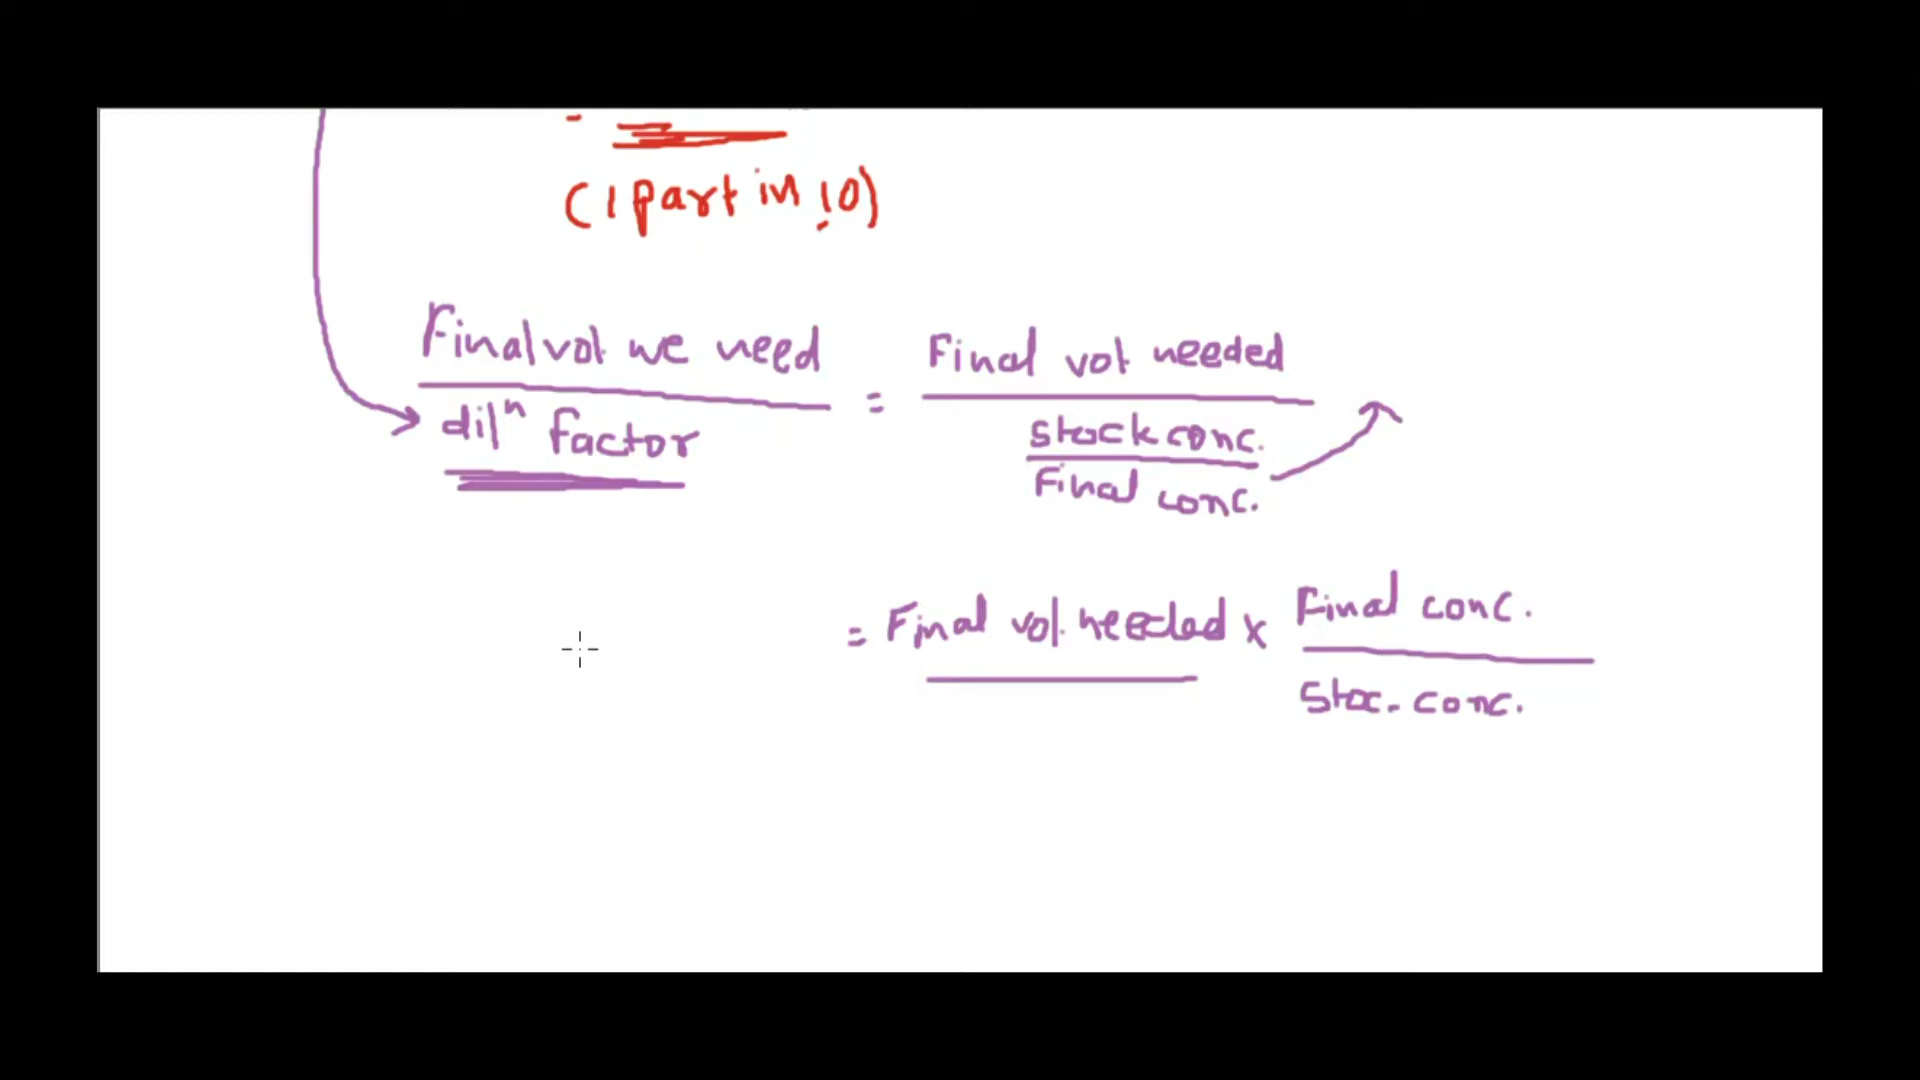 (1 part in 10)
Final vol we need = Final vol needed
dilⁿ factor
stock conc.
Final conc.
= Final vol. needed x Final conc.
Stoc. conc.